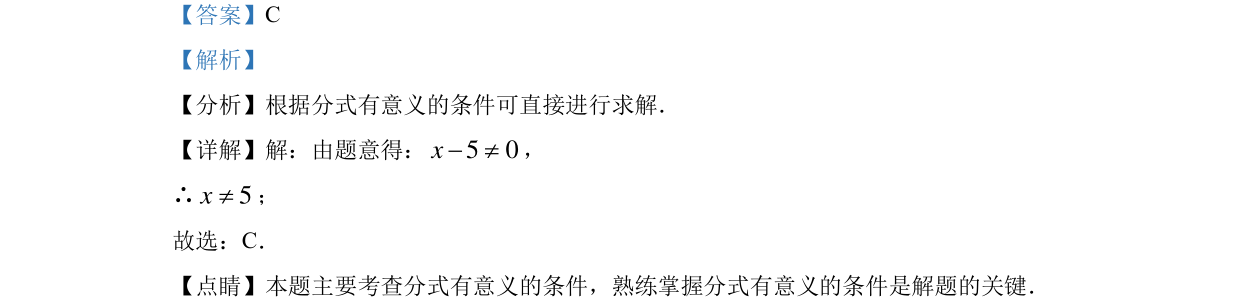 【答案】C
【解析】
【分析】根据分式有意义的条件可直接进行求解．
【详解】解：由题意得：x−5≠0，
∴x≠5；
故选：C．
【点睛】本题主要考查分式有意义的条件，熟练掌握分式有意义的条件是解题的关键．